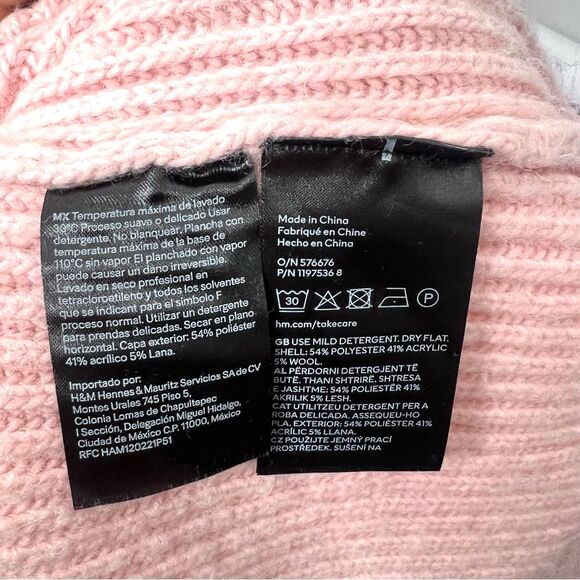 MX Temperatura máxima de lavado
30°C Proceso suave o delicado Usar
detergente. No blanquear. Plancha con
temperatura máxima de la base de
110°C sin vapor El planchado con vapor
puede causar un dano irreversible.
Lavado en seco profesional en
tetracloroetileno y todos los solventes
que se indican para el simbolo F
proceso normal. Utilizar un detergente
para prendas delicadas. Secar en plano
horizontal. Capa exterior: 54% poliéster
41% acrílico 5% Lana.
Importado por:
H&M Hennes & Mauritz Servicios SA de CV
Montes Urales 745 Piso 5,
Colonia Lomas de Chapultepec
1 Sección, Delegación Miguel Hidalgo.
Ciudad de México C.P. 11000, México
RFC HAM120221P51
Made in China
Fabriqué en Chine
Hecho en China
O/N 576676
P/N 1197536 8
30 P
hm.com/takecare
GB USE MILD DETERGENT. DRY FLAT.
SHELL: 54% POLYESTER 41% ACRYLIC
5% WOOL.
AL PËRDORNI DETERGJENT TË
BUTË. THANI SHTRIRË. SHTRESA
E JASHTME: 54% POLIESTËR 41%
AKRILIK 5% LESH.
CAT UTILITZEU DETERGENT PER A
ROBA DELICADA. ASSEQUEU-HO
PLA. EXTERIOR: 54% POLIÈSTER 41%
ACRÍLIC 5% LLANA.
CZ POUŽIJTE JEMNÝ PRACÍ
PROSTŘEDEK. SUŠENÍ NA